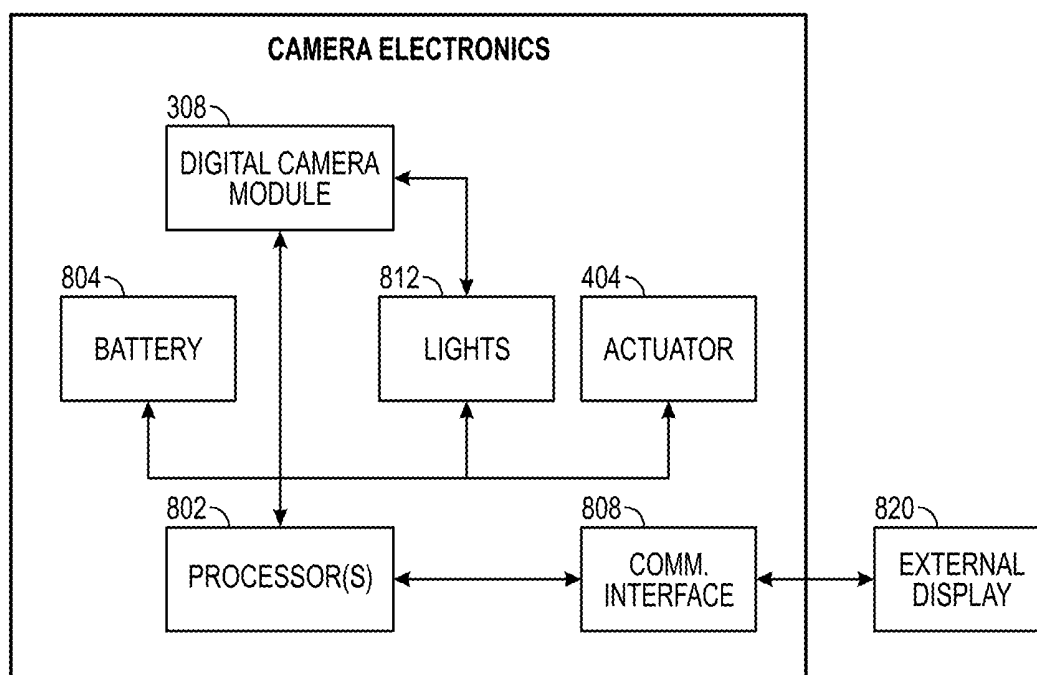 CAMERA ELECTRONICS
308
DIGITAL CAMERA
MODULE
804
BATTERY
812
LIGHTS
404
ACTUATOR
802
PROCESSOR(S)
808
COMM.
INTERFACE
820
EXTERNAL
DISPLAY